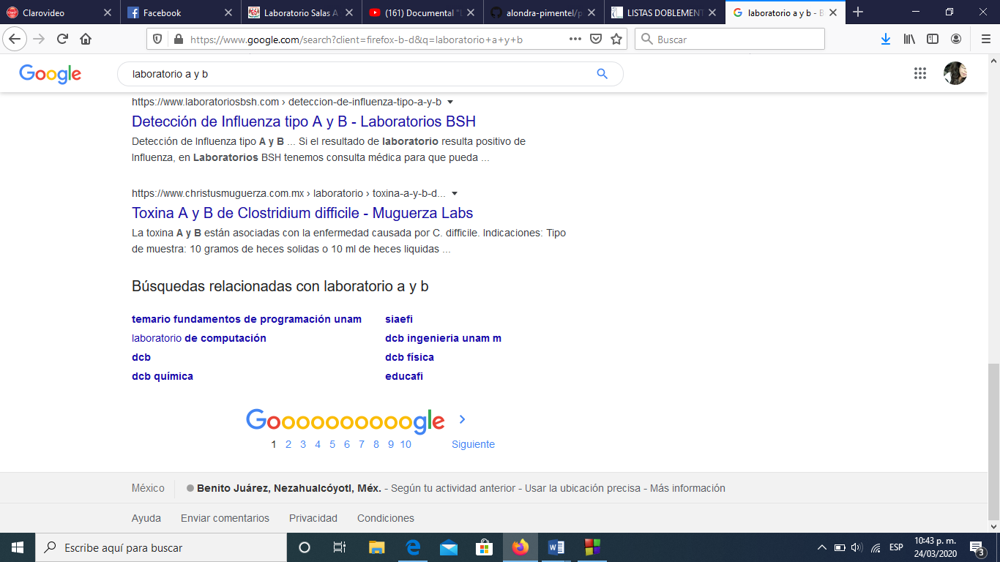 Clarovideo
Facebook
Laboratorio Salas A
(161) Documental "L
alondra-pimentel/p
LISTAS DOBLEMENT
laboratorio a y b - B
https://www.google.com/search?client=firefox-b-d&q=laboratorio+a+y+b
Buscar
Google
laboratorio a y b
https://www.laboratoriosbsh.com › deteccion-de-influenza-tipo-a-y-b
Detección de Influenza tipo A y B - Laboratorios BSH
Detección de Influenza tipo A y B ... Si el resultado de laboratorio resulta positivo de
Influenza, en Laboratorios BSH tenemos consulta médica para que pueda ...
https://www.christusmuguerza.com.mx › laboratorio › toxina-a-y-b-d...
Toxina A y B de Clostridium difficile - Muguerza Labs
La toxina A y B están asociadas con la enfermedad causada por C. difficile. Indicaciones: Tipo
de muestra: 10 gramos de heces solidas o 10 ml de heces liquidas ...
Búsquedas relacionadas con laboratorio a y b
temario fundamentos de programación unam
siaefi
laboratorio de computación
dcb ingenieria unam m
dcb
dcb física
dcb química
educafi
Goooooooooogle
1 2 3 4 5 6 7 8 9 10 Siguiente
México
Benito Juárez, Nezahualcóyotl, Méx. - Según tu actividad anterior - Usar la ubicación precisa - Más información
Ayuda Enviar comentarios Privacidad Condiciones
Escribe aquí para buscar
ESP
10:43 p. m.
24/03/2020
3